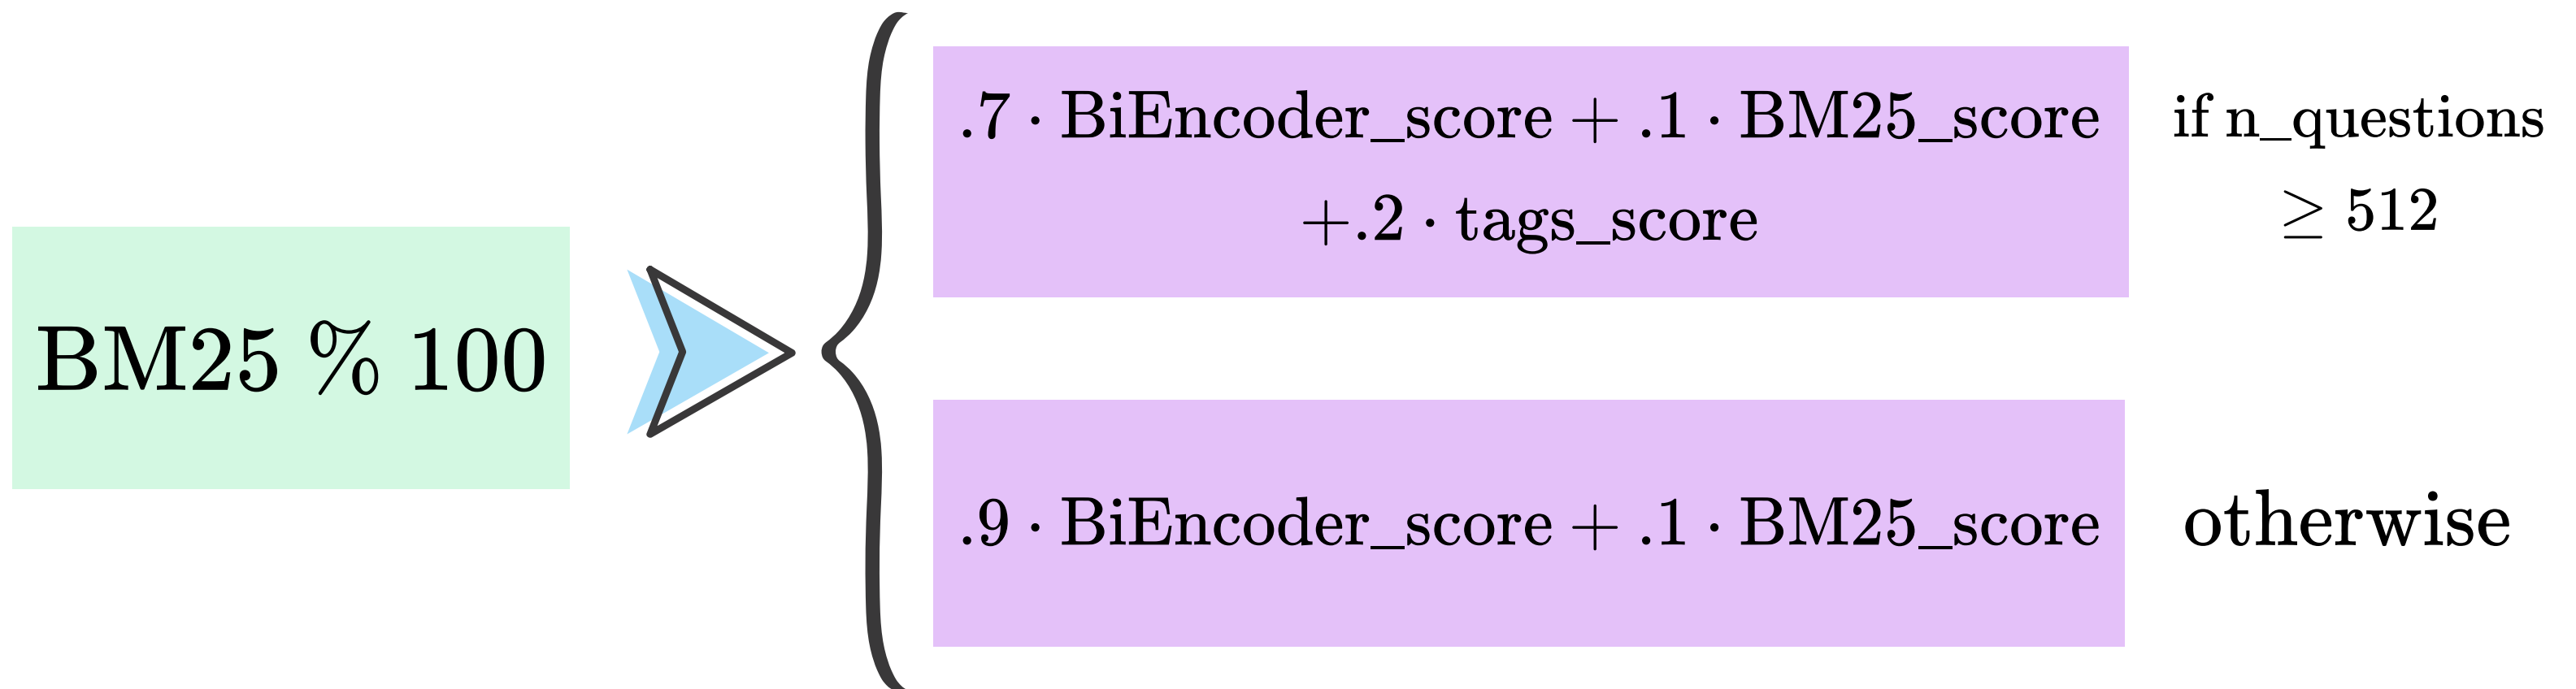 BM25 % 100
.7 · BiEncoder_score + .1 · BM25_score
+.2 · tags_score
if n_questions
≥ 512
.9 · BiEncoder_score + .1 · BM25_score
otherwise